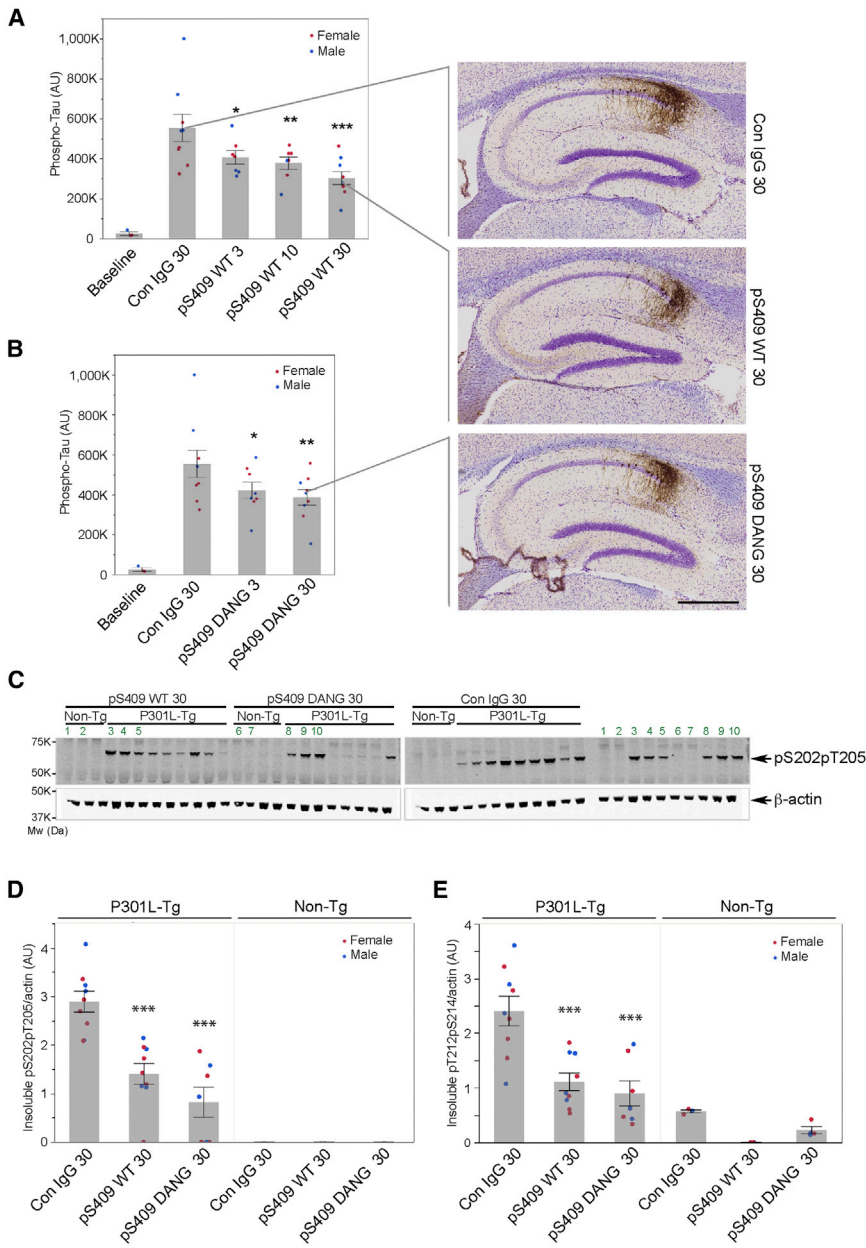 A
1,000K
800K
600K
400K
200K
0
Phospho-Tau (AU)
Female
Male
*
**
***
Baseline
Con IgG 30
pS409 WT 3
pS409 WT 10
pS409 WT 30
Con IgG 30
pS409 WT 30
pS409 DANG 30
B
1,000K
800K
600K
400K
200K
0
Phospho-Tau (AU)
Female
Male
*
**
Baseline
Con IgG 30
pS409 DANG 3
pS409 DANG 30
C
pS409 WT 30 pS409 DANG 30 Con IgG 30
Non-Tg P301L-Tg Non-Tg P301L-Tg Non-Tg P301L-Tg
1 2 3 4 5 6 7 8 9 10 1 2 3 4 5 6 7 8 9 10
75K
50K
pS202pT205
50K
37K
β-actin
Mw (Da)
D
P301L-Tg Non-Tg
Female
Male
4
3
2
1
0
Insoluble pS202pT205/actin (AU)
***
***
Con IgG 30
pS409 WT 30
pS409 DANG 30
Con IgG 30
pS409 WT 30
pS409 DANG 30
E
P301L-Tg Non-Tg
Female
Male
4
3
2
1
0
Insoluble pT212pS214/actin (AU)
***
***
Con IgG 30
pS409 WT 30
pS409 DANG 30
Con IgG 30
pS409 WT 30
pS409 DANG 30